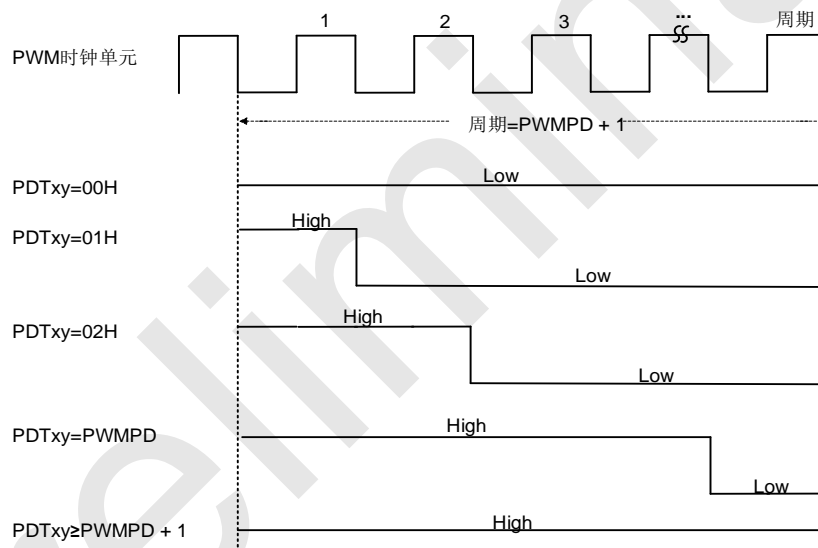 1 2 3 ... 周期
PWM时钟单元
周期=PWMPD + 1
PDTxy=00H Low
PDTxy=01H High Low
PDTxy=02H High Low
PDTxy=PWMPD High Low
PDTxy≥PWMPD + 1 High
elimina